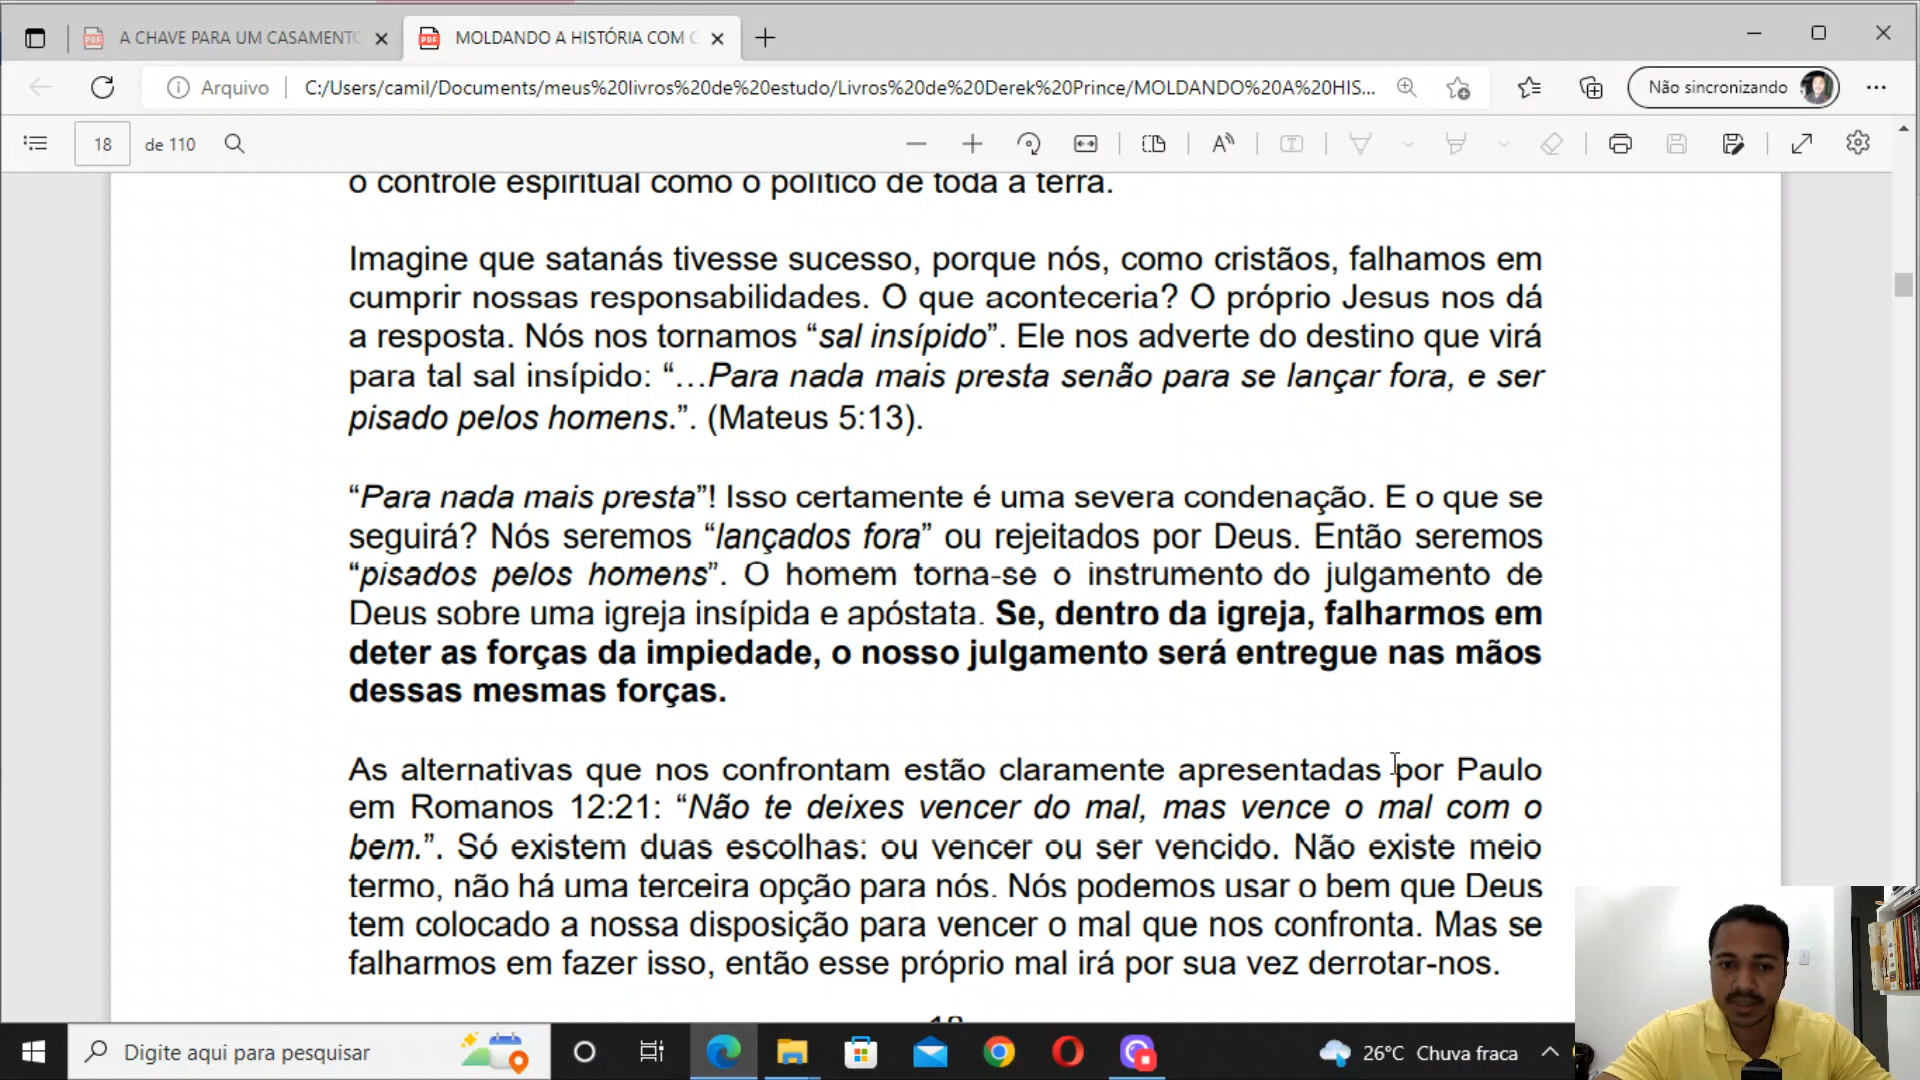 A CHAVE PARA UM CASAMENTO
MOLDANDO A HISTÓRIA COM
Arquivo
C:/Users/camil/Documents/meus%20livros%20de%20estudo/Livros%20de%20Derek%20Prince/MOLDANDO%20A%20HIS...
Não sincronizando
18 de 110
o controle espiritual como o político de toda a terra.
Imagine que satanás tivesse sucesso, porque nós, como cristãos, falhamos em
cumprir nossas responsabilidades. O que aconteceria? O próprio Jesus nos dá
a resposta. Nós nos tornamos “sal insípido”. Ele nos adverte do destino que virá
para tal sal insípido: “…Para nada mais presta senão para se lançar fora, e ser
pisado pelos homens.”. (Mateus 5:13).
“Para nada mais presta”! Isso certamente é uma severa condenação. E o que se
seguirá? Nós seremos “lançados fora” ou rejeitados por Deus. Então seremos
“pisados pelos homens”. O homem torna-se o instrumento do julgamento de
Deus sobre uma igreja insípida e apóstata. Se, dentro da igreja, falharmos em
deter as forças da impiedade, o nosso julgamento será entregue nas mãos
dessas mesmas forças.
As alternativas que nos confrontam estão claramente apresentadas por Paulo
em Romanos 12:21: “Não te deixes vencer do mal, mas vence o mal com o
bem.”. Só existem duas escolhas: ou vencer ou ser vencido. Não existe meio
termo, não há uma terceira opção para nós. Nós podemos usar o bem que Deus
tem colocado a nossa disposição para vencer o mal que nos confronta. Mas se
falharmos em fazer isso, então esse próprio mal irá por sua vez derrotar-nos.
Digite aqui para pesquisar
26°C Chuva fraca